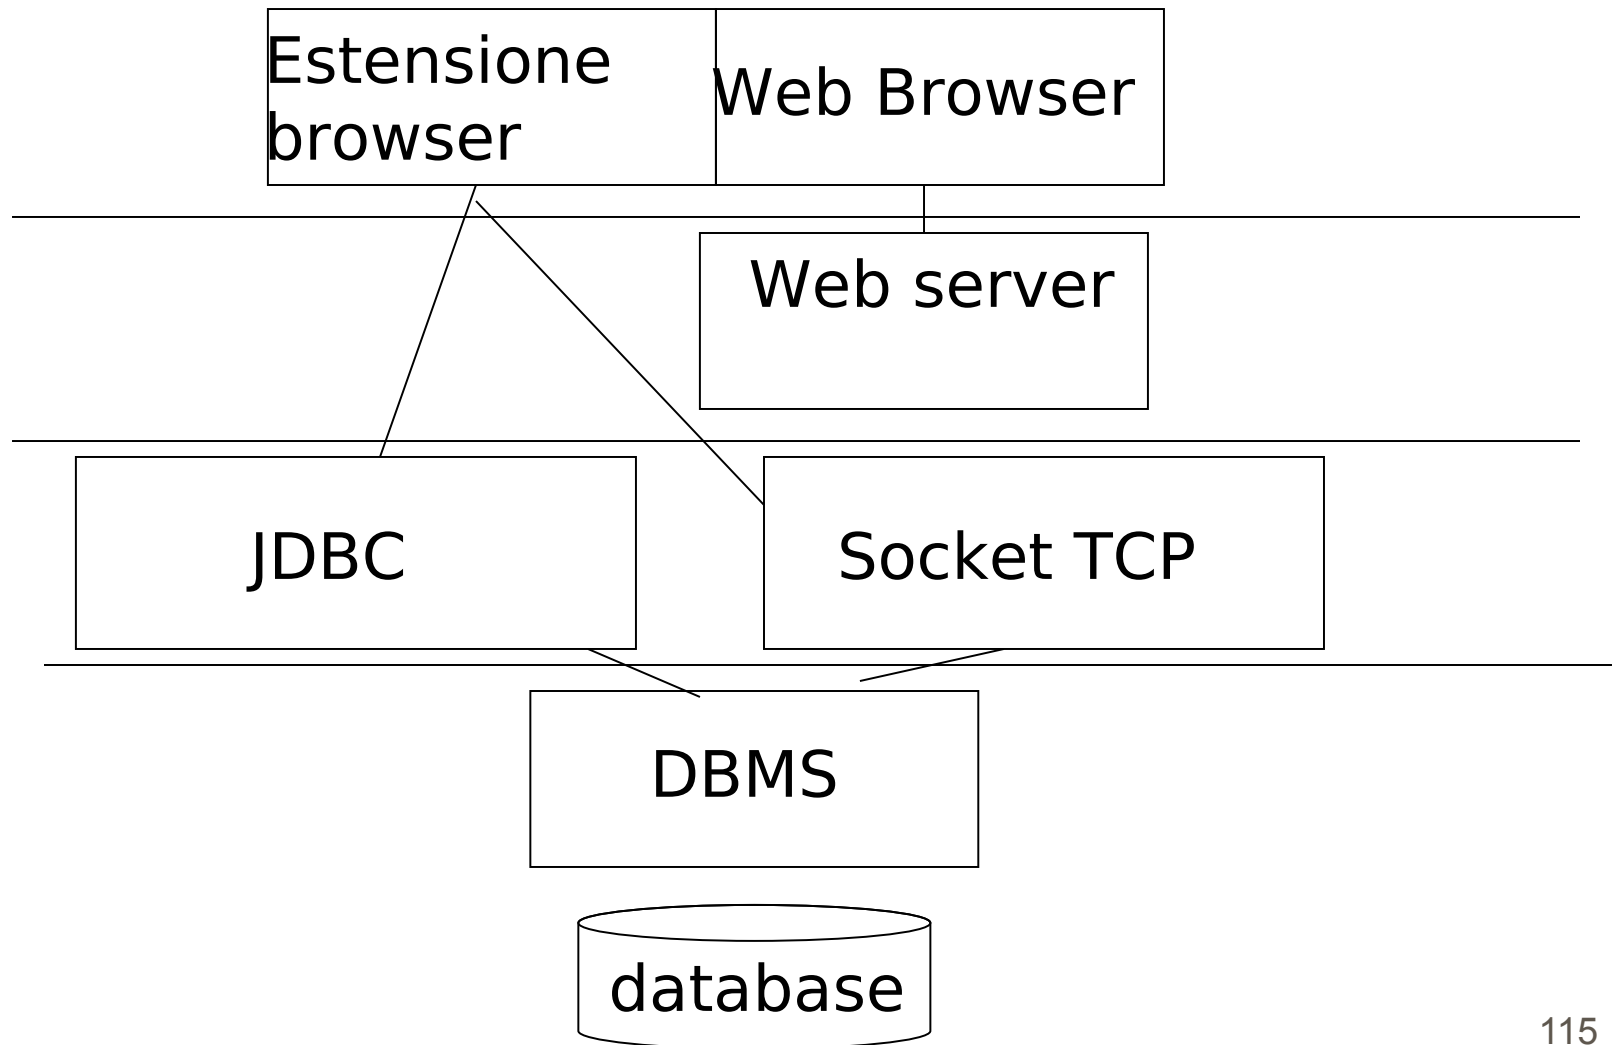 Estensione
browser
Web Browser
Web server
JDBC
Socket TCP
DBMS
database
115